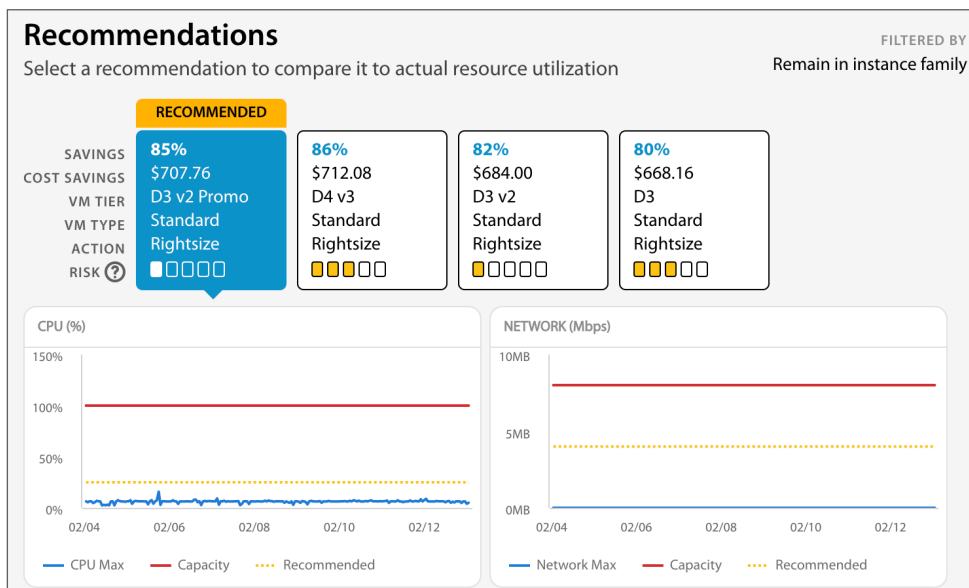 Recommendations
FILTERED BY
Select a recommendation to compare it to actual resource utilization
Remain in instance family
RECOMMENDED
SAVINGS 85% 86% 82% 80%
COST SAVINGS $707.76 $712.08 $684.00 $668.16
VM TIER D3 v2 Promo D4 v3 D3 v2 D3
VM TYPE Standard Standard Standard Standard
ACTION Rightsize Rightsize Rightsize Rightsize
RISK ?
CPU (%)
150%
100%
50%
0%
02/04 02/06 02/08 02/10 02/12
CPU Max Capacity Recommended
NETWORK (Mbps)
10MB
5MB
0MB
02/04 02/06 02/08 02/10 02/12
Network Max Capacity Recommended